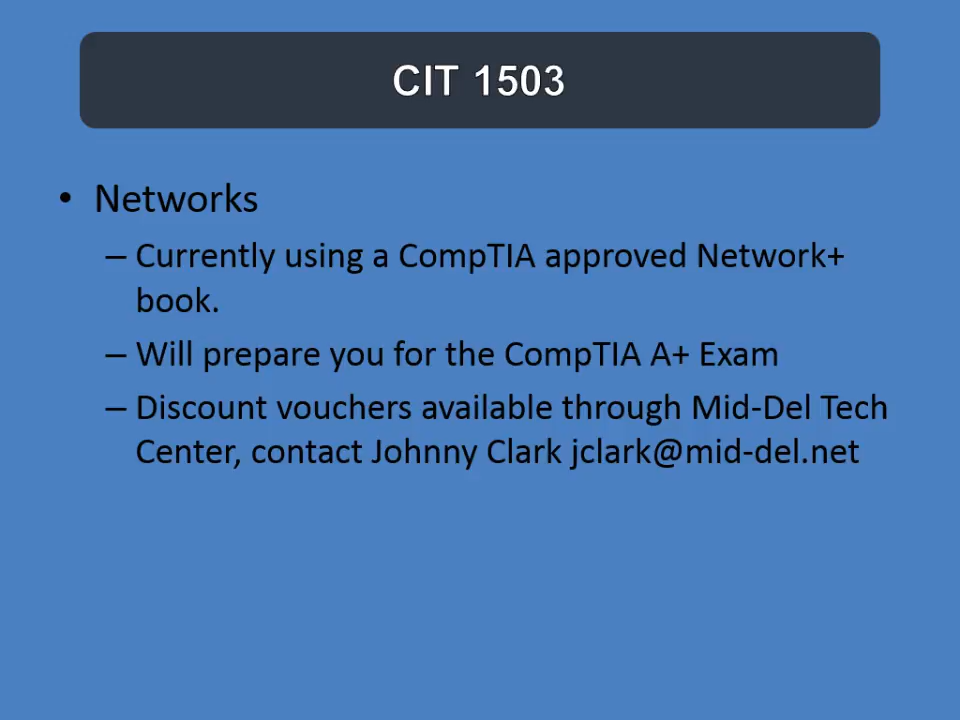 CIT 1503
• Networks
– Currently using a CompTIA approved Network+
book.
– Will prepare you for the CompTIA A+ Exam
– Discount vouchers available through Mid-Del Tech
Center, contact Johnny Clark jclark@mid-del.net